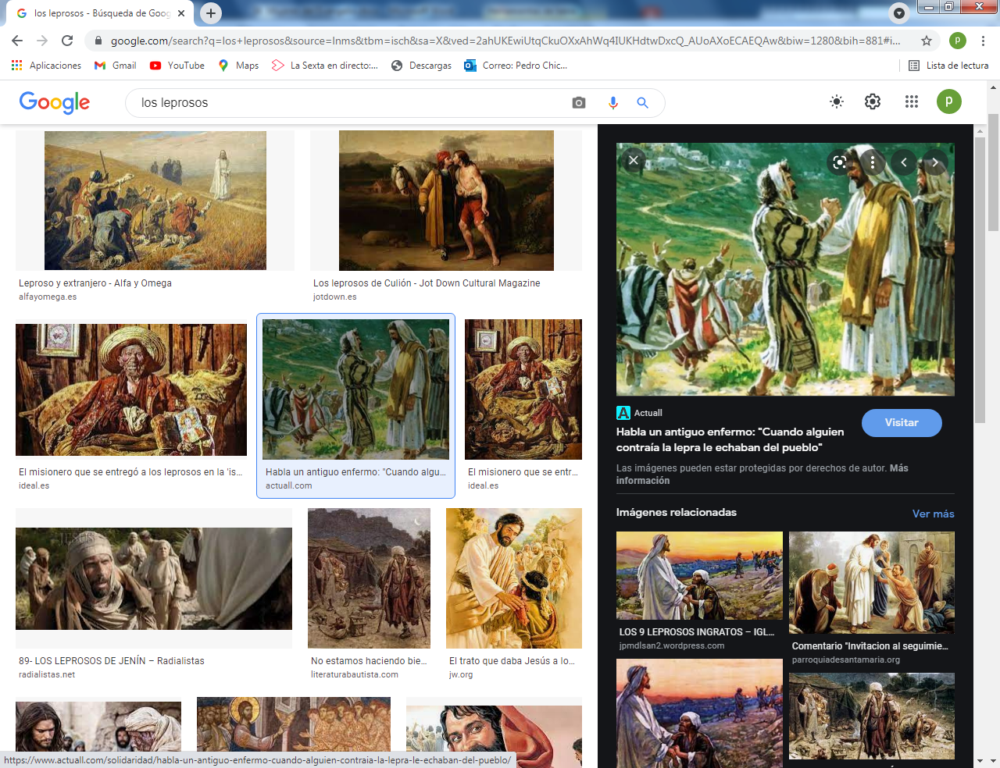 los leprosos - Búsqueda de Goog
google.com/search?q=los+leprosos&source=lnms&tbm=isch&sa=X&ved=2ahUKEwiUtqCkuOXxAhWq4IUKHdtwDxcQ_AUoAXoECAEQAw&biw=1280&bih=881#i...
P
Aplicaciones
Gmail
YouTube
Maps
La Sexta en directo:...
Descargas
Correo: Pedro Chic...
Lista de lectura
Google
los leprosos
p
Leproso y extranjero - Alfa y Omega
alfayomega.es
Los leprosos de Culión - Jot Down Cultural Magazine
jotdown.es
El misionero que se entregó a los leprosos en la 'is...
ideal.es
Habla un antiguo enfermo: "Cuando algu...
actuall.com
El misionero que se entr...
ideal.es
89- LOS LEPROSOS DE JENÍN – Radialistas
radialistas.net
No estamos haciendo bie...
literaturabautista.com
El trato que daba Jesús a lo...
jw.org
Actuall
Habla un antiguo enfermo: "Cuando alguien
contraía la lepra le echaban del pueblo"
Visitar
Las imágenes pueden estar protegidas por derechos de autor. Más
información
Imágenes relacionadas
Ver más
LOS 9 LEPROSOS INGRATOS – IGL...
jpmdlsan2.wordpress.com
Comentario "Invitacion al seguimie...
parroquiadesantamaria.org
https://www.actuall.com/solidaridad/habla-un-antiguo-enfermo-cuando-alguien-contraia-la-lepra-le-echaban-del-pueblo/